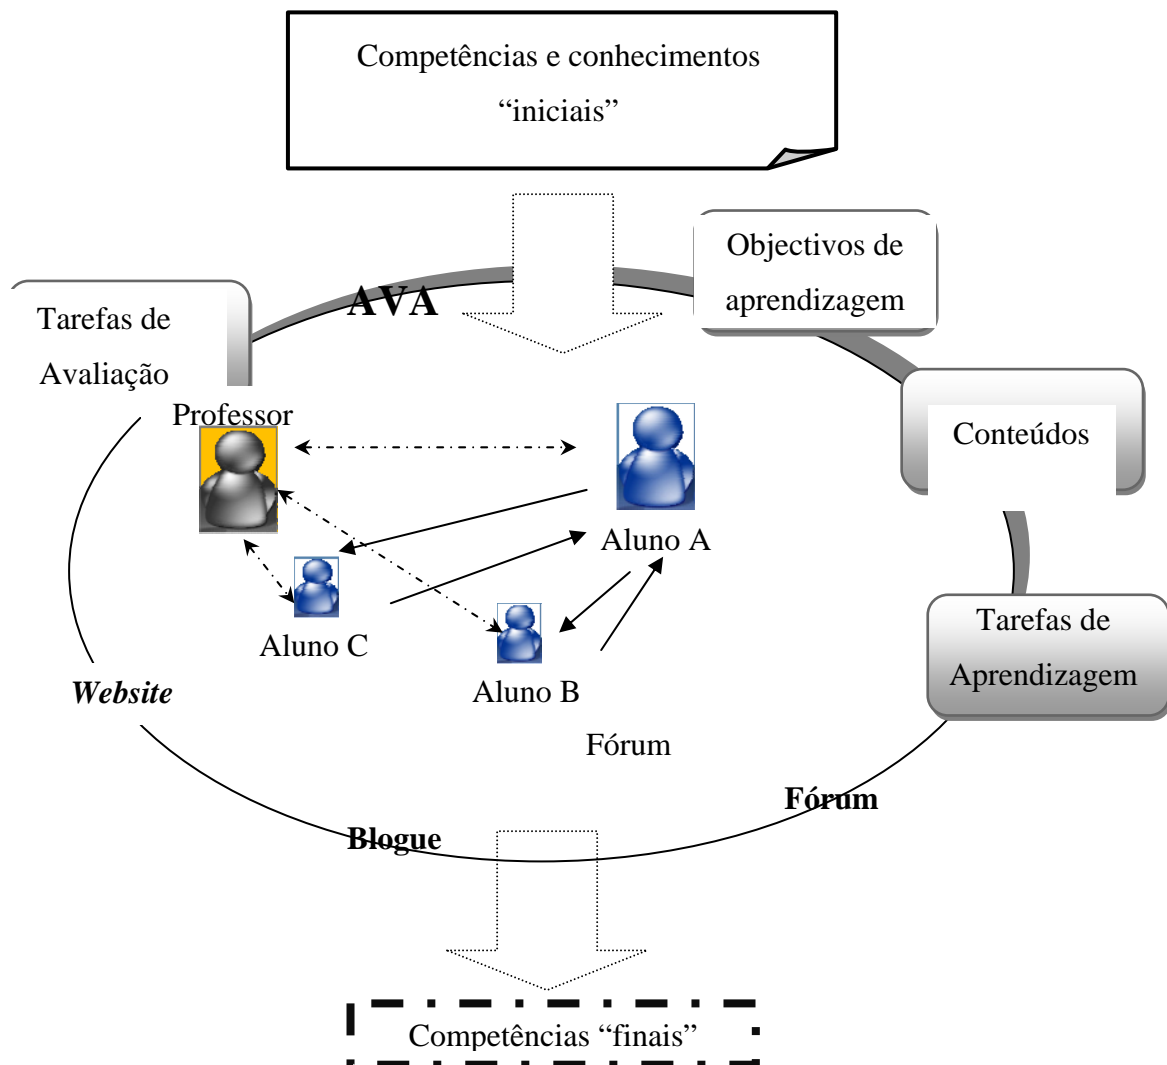 Competências e conhecimentos
“iniciais”
Objectivos de
aprendizagem
AVA
Tarefas de
Avaliação
Professor
Conteúdos
Aluno A
Tarefas de
Aprendizagem
Aluno C
Aluno B
Website
Fórum
Fórum
Blogue
Competências “finais”